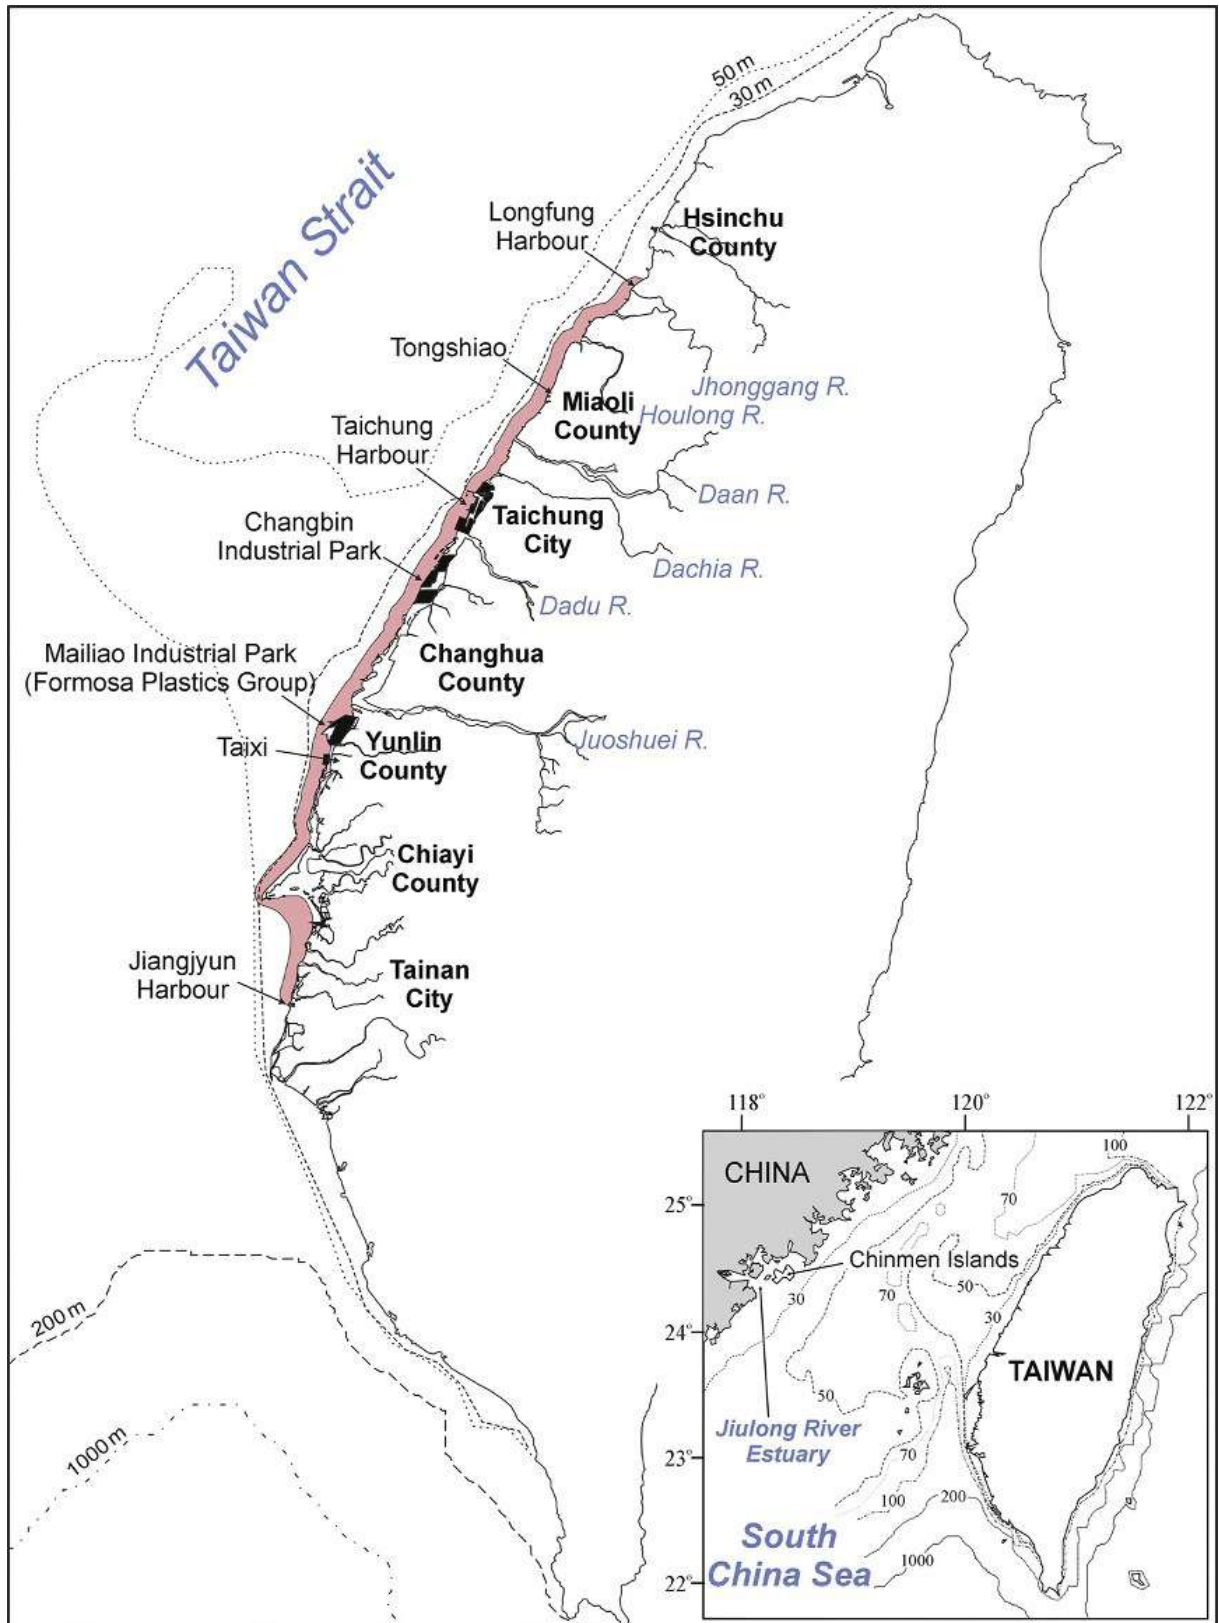 50 m
30 m
Taiwan Strait
Longfung
Harbour
Hsinchu
County
Tongshiao
Jhonggang R.
Miaoli
County
Houlong R.
Taichung
Harbour
Daan R.
Changbin
Industrial Park
Taichung
City
Dachia R.
Dadu R.
Mailiao Industrial Park
(Formosa Plastics Group)
Changhua
County
Taixi
Yunlin
County
Juoshuei R.
Chiayi
County
Jiangjyun
Harbour
Tainan
City
200 m
1000 m
118°
120°
122°
25°
24°
23°
22°
CHINA
100
70
Chinmen Islands
50
30
70
30
TAIWAN
50
Jiulong River
Estuary
70
100
200
1000
South
China Sea